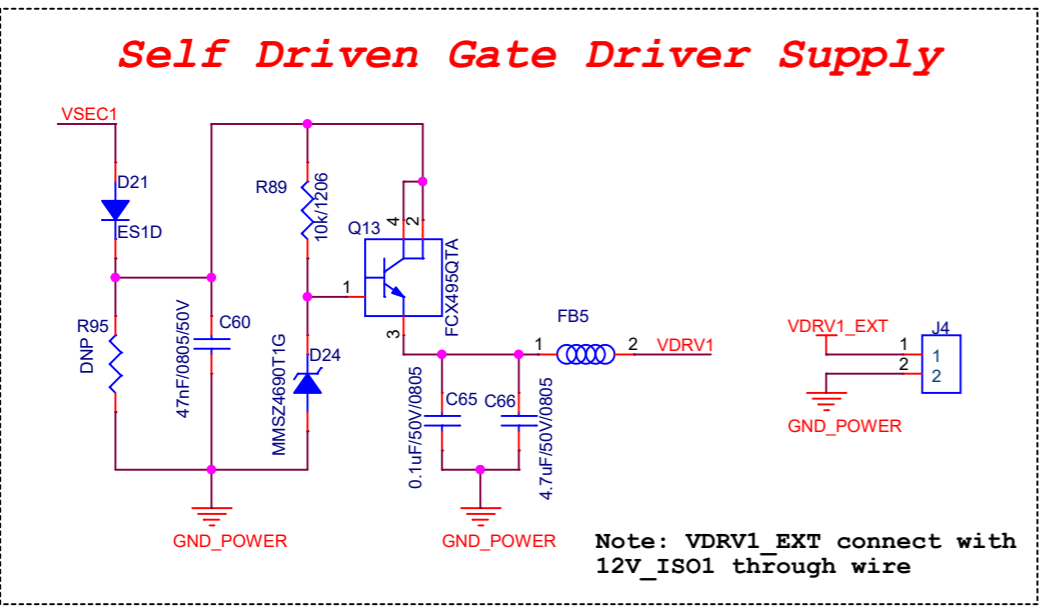 Self Driven Gate Driver Supply
VSEC1
D21
ES1D
R95
DNP
47nF/0805/50V
C60
R89
10k/1206
D24
MMSZ4690T1G
Q13
4
2
1
3
FCX495QTA
0.1uF/50V/0805
C65
C66
4.7uF/50V/0805
FB5
1
2
VDRV1
VDRV1_EXT
J4
1
1
2
2
GND_POWER
GND_POWER
GND_POWER
Note: VDRV1_EXT connect with
12V_ISO1 through wire